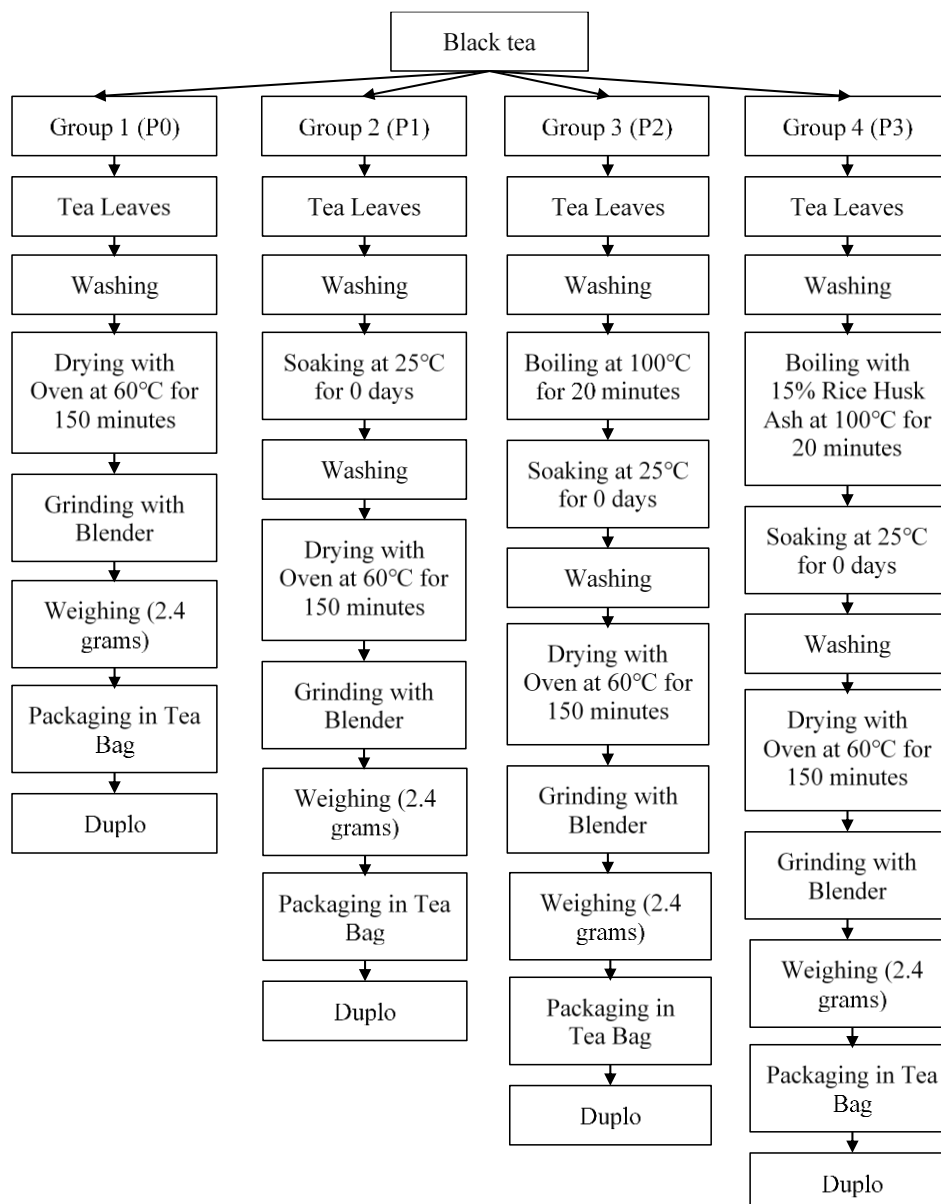 Black tea
Group 1 (P0)
Tea Leaves
Washing
Drying with
Oven at 60℃ for
150 minutes
Grinding with
Blender
Weighing (2.4
grams)
Packaging in Tea
Bag
Duplo
Group 2 (P1)
Tea Leaves
Washing
Soaking at 25℃
for 0 days
Washing
Drying with
Oven at 60℃ for
150 minutes
Grinding with
Blender
Weighing (2.4
grams)
Packaging in Tea
Bag
Duplo
Group 3 (P2)
Tea Leaves
Washing
Boiling at 100℃
for 20 minutes
Soaking at 25℃
for 0 days
Washing
Drying with
Oven at 60℃ for
150 minutes
Grinding with
Blender
Weighing (2.4
grams)
Packaging in
Tea Bag
Duplo
Group 4 (P3)
Tea Leaves
Washing
Boiling with
15% Rice Husk
Ash at 100℃ for
20 minutes
Soaking at 25℃
for 0 days
Washing
Drying with
Oven at 60℃ for
150 minutes
Grinding with
Blender
Weighing (2.4
grams)
Packaging in Tea
Bag
Duplo